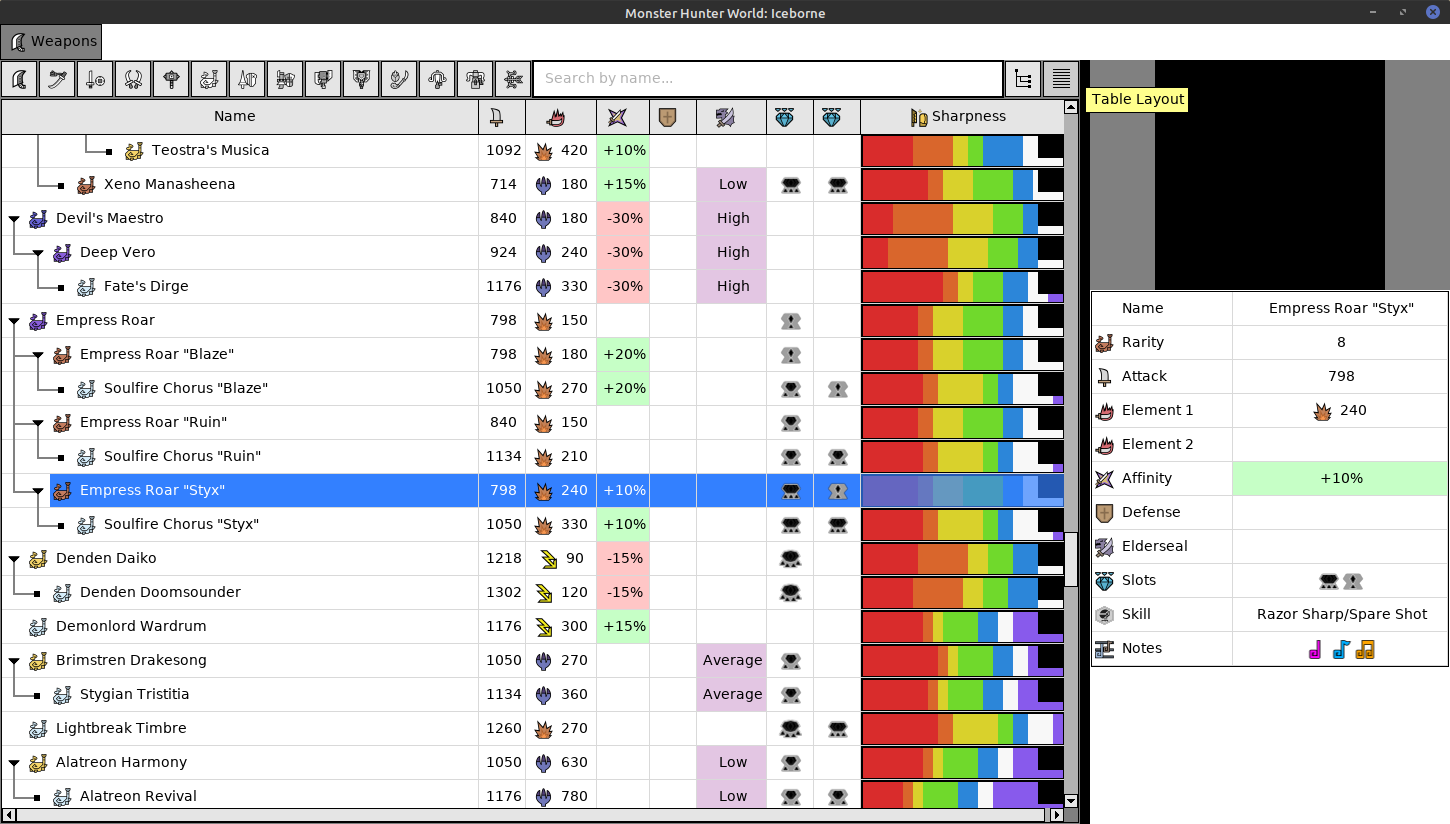 Monster Hunter World: Iceborne
Weapons
Search by name...
Table Layout
Name Sharpness
Teostra's Musica 1092 420 +10%
Xeno Manasheena 714 180 +15% Low
Devil's Maestro 840 180 -30% High
Deep Vero 924 240 -30% High
Fate's Dirge 1176 330 -30% High
Empress Roar 798 150
Empress Roar "Blaze" 798 180 +20%
Soulfire Chorus "Blaze" 1050 270 +20%
Empress Roar "Ruin" 840 150
Soulfire Chorus "Ruin" 1134 210
Empress Roar "Styx" 798 240 +10%
Soulfire Chorus "Styx" 1050 330 +10%
Denden Daiko 1218 90 -15%
Denden Doomsounder 1302 120 -15%
Demonlord Wardrum 1176 300 +15%
Brimstren Drakesong 1050 270 Average
Stygian Tristitia 1134 360 Average
Lightbreak Timbre 1260 270
Alatreon Harmony 1050 630 Low
Alatreon Revival 1176 780 Low
Name Empress Roar "Styx"
Rarity 8
Attack 798
Element 1 240
Element 2
Affinity +10%
Defense
Elderseal
Slots
Skill Razor Sharp/Spare Shot
Notes